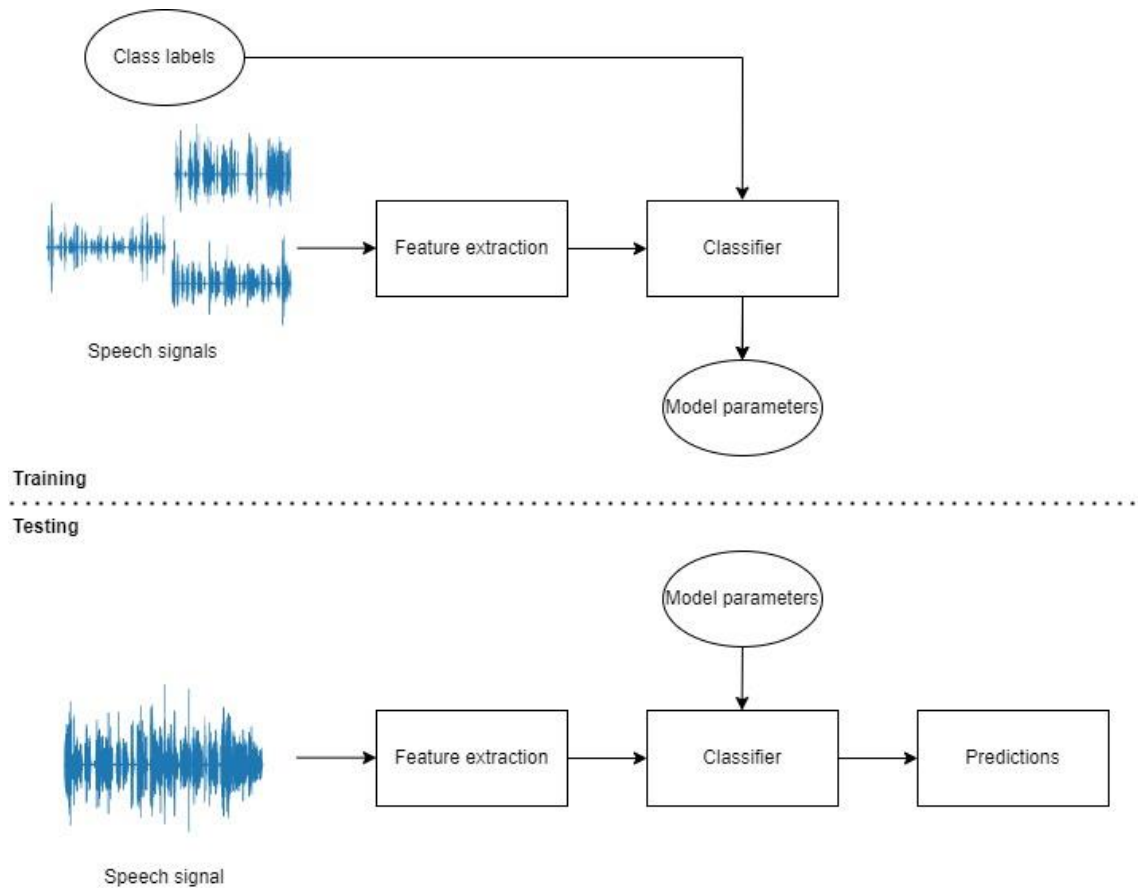 Class labels
Feature extraction
Classifier
Speech signals
Model parameters
Training
Testing
Model parameters
Feature extraction
Classifier
Predictions
Speech signal